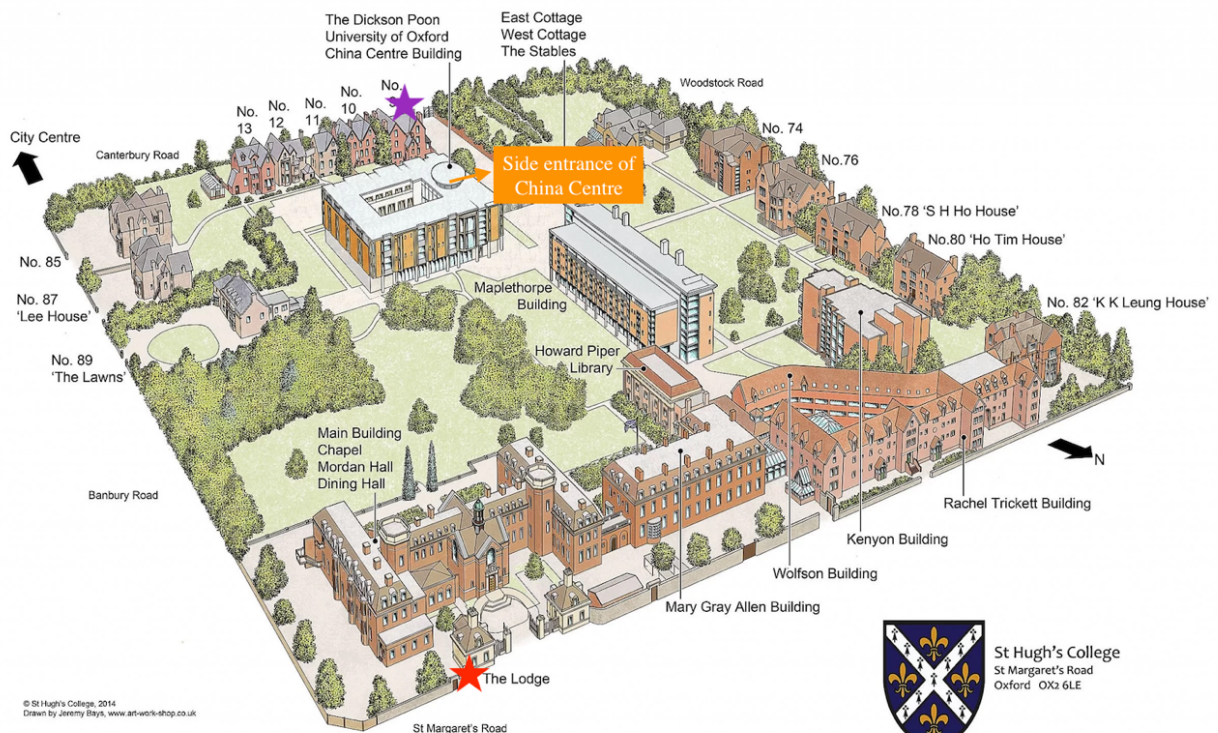 The Dickson Poon
University of Oxford
China Centre Building
East Cottage
West Cottage
The Stables
Woodstock Road
No.
No.
10
No.
11
No.
12
No.
13
City Centre
Canterbury Road
Side entrance of
China Centre
No. 74
No.76
No.78 ‘S H Ho House’
No.80 ‘Ho Tim House’
No. 82 ‘K K Leung House’
No. 85
No. 87
‘Lee House’
No. 89
‘The Lawns’
Maplethorpe
Building
Howard Piper
Library
Main Building
Chapel
Mordan Hall
Dining Hall
Banbury Road
N
Rachel Trickett Building
Kenyon Building
Wolfson Building
Mary Gray Allen Building
The Lodge
St Margaret's Road
St Hugh's College
St Margaret's Road
Oxford OX2 6LE
© St Hugh's College, 2014
Drawn by Jeremy Bays, www.art-work-shop.co.uk